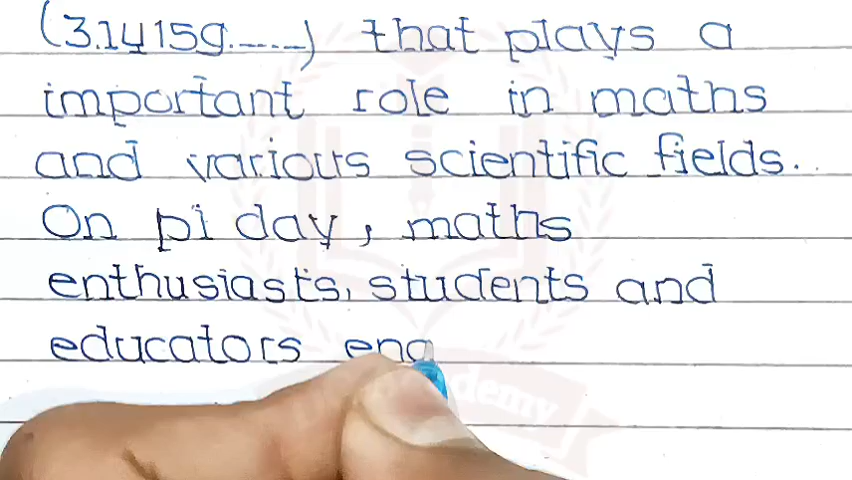 (3.14159.....) that plays a
important role in maths
and various scientific fields.
On pi day, maths
enthusiasts, students and
educators eng